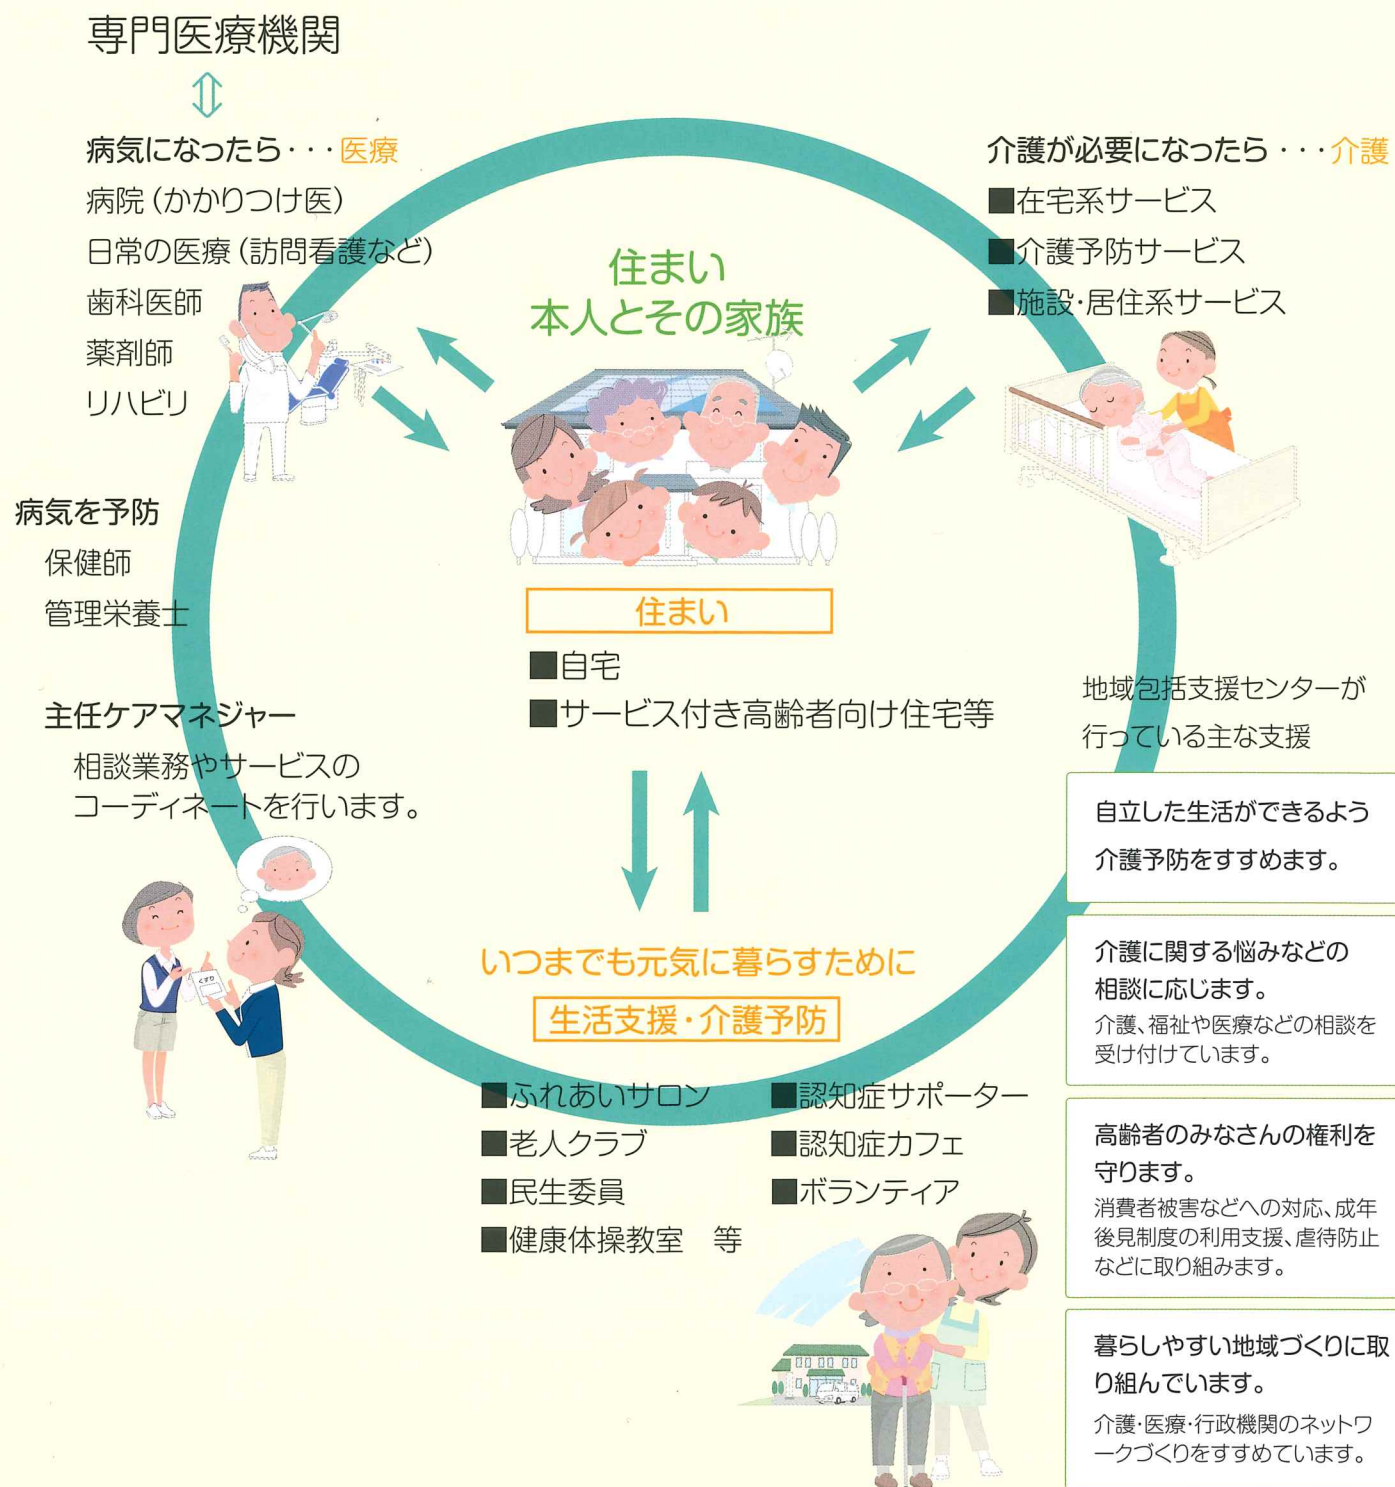 専門医療機関
病気になったら・・・医療
病院（かかりつけ医）
日常の医療（訪問看護など）
歯科医師
薬剤師
リハビリ
病気を予防
保健師
管理栄養士
主任ケアマネジャー
相談業務やサービスの
コーディネートを行います。
くすり
住まい
本人とその家族
住まい
■自宅
■サービス付き高齢者向け住宅等
いつまでも元気に暮らすために
生活支援・介護予防
■ふれあいサロン
■老人クラブ
■民生委員
■健康体操教室　等
■認知症サポーター
■認知症カフェ
■ボランティア
介護が必要になったら・・・介護
■在宅系サービス
■介護予防サービス
■施設・居住系サービス
地域包括支援センターが
行っている主な支援
自立した生活ができるよう
介護予防をすすめます。
介護に関する悩みなどの
相談に応じます。
介護、福祉や医療などの相談を
受け付けています。
高齢者のみなさんの権利を
守ります。
消費者被害などへの対応、成年
後見制度の利用支援、虐待防止
などに取り組みます。
暮らしやすい地域づくりに取
り組んでいます。
介護・医療・行政機関のネットワ
ークづくりをすすめています。